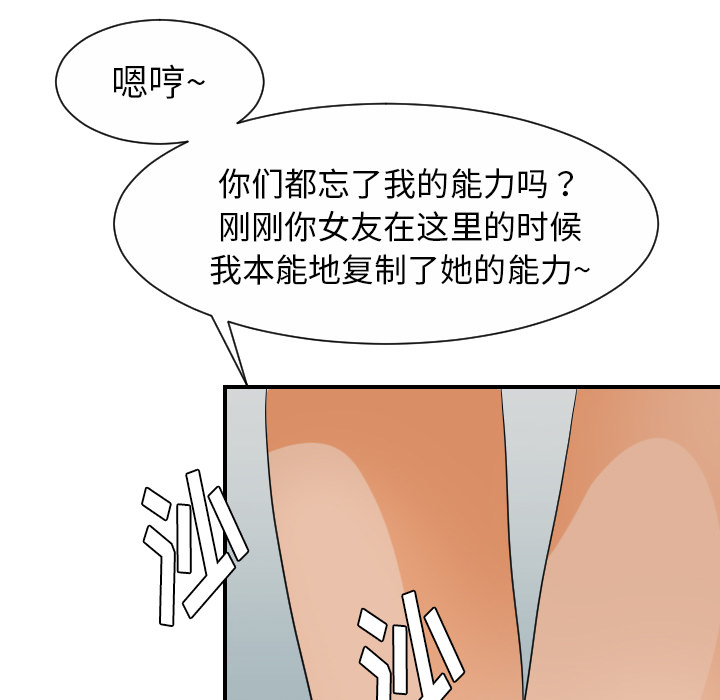 嗯哼~
你们都忘了我的能力吗？
刚刚你女友在这里的时候
我本能地复制了她的能力~
沙
沙